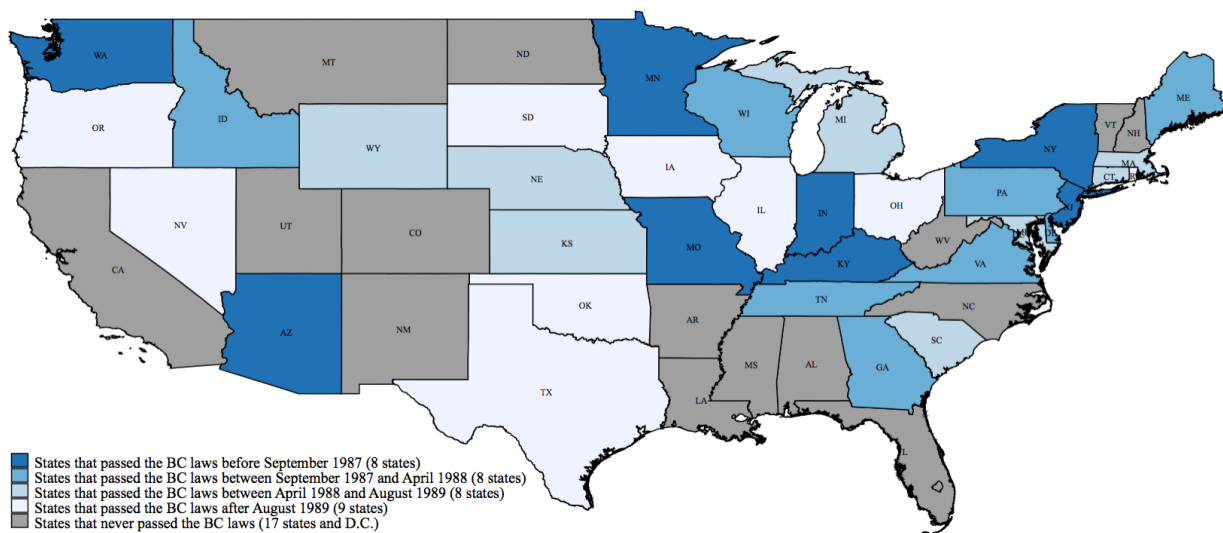 WA
MT
ND
MN
ME
OR
ID
SD
WI
MI
VT
NH
NY
WY
IA
MA
CT
NE
PA
NV
UT
CO
KS
MO
IL
IN
OH
NJ
WV
DE
CA
KY
VA
AZ
NM
OK
AR
TN
NC
SC
TX
LA
MS
AL
GA
States that passed the BC laws before September 1987 (8 states)
States that passed the BC laws between September 1987 and April 1988 (8 states)
States that passed the BC laws between April 1988 and August 1989 (8 states)
States that passed the BC laws after August 1989 (9 states)
States that never passed the BC laws (17 states and D.C.)